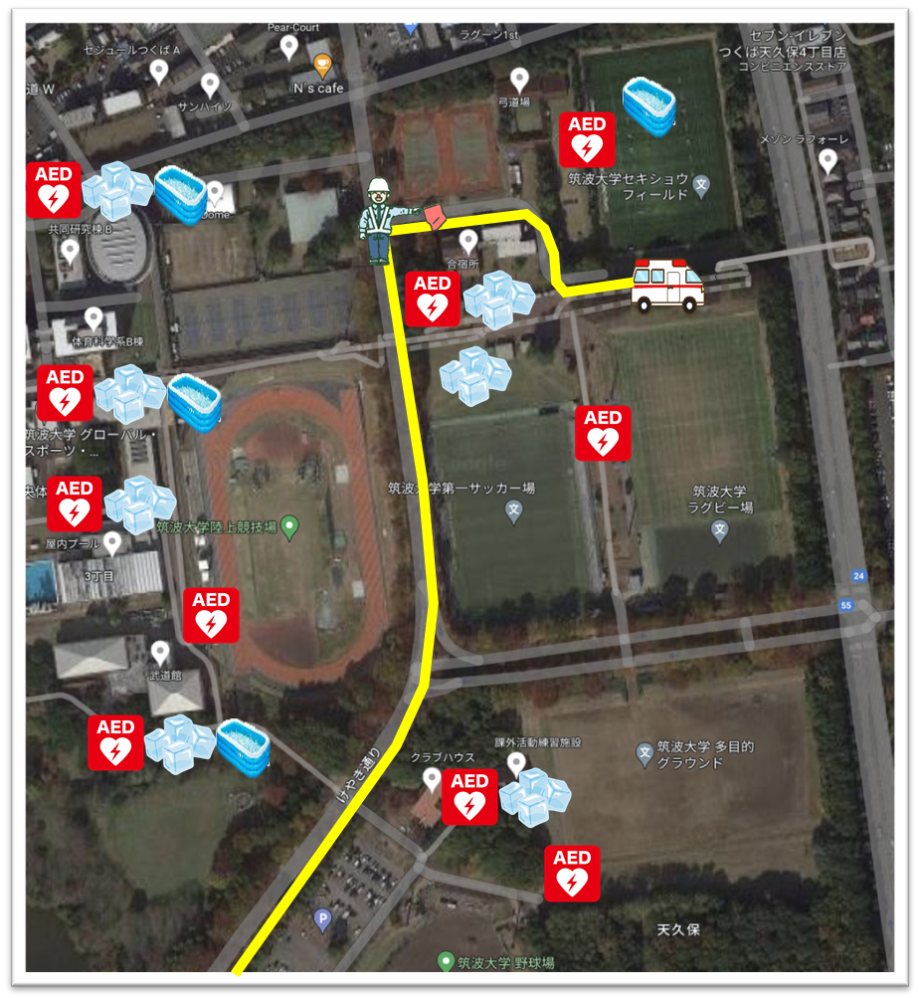 Pear-Court
ラグーン1st
セジュールつくば A
セブン-イレブン
つくば天久保4丁目店
コンビニエンスストア
道 W
N´s cafe
サンハイツ
弓道場
AED
メゾン ラフォーレ
AED
筑波大学セキショウ
フィールド
Dome
共同研究棟 B
合宿所
AED
体育科学系B棟
AED
AED
筑波大学 グローバル・
スポーツ・...
AED
筑波大学第一サッカー場
筑波大学
ラグビー場
筑波大学陸上競技場
屋内プール
3丁目
24
AED
55
武道館
AED
けやき通り
課外活動練習施設
筑波大学 多目的
グラウンド
クラブハウス
AED
AED
P
天久保
筑波大学 野球場